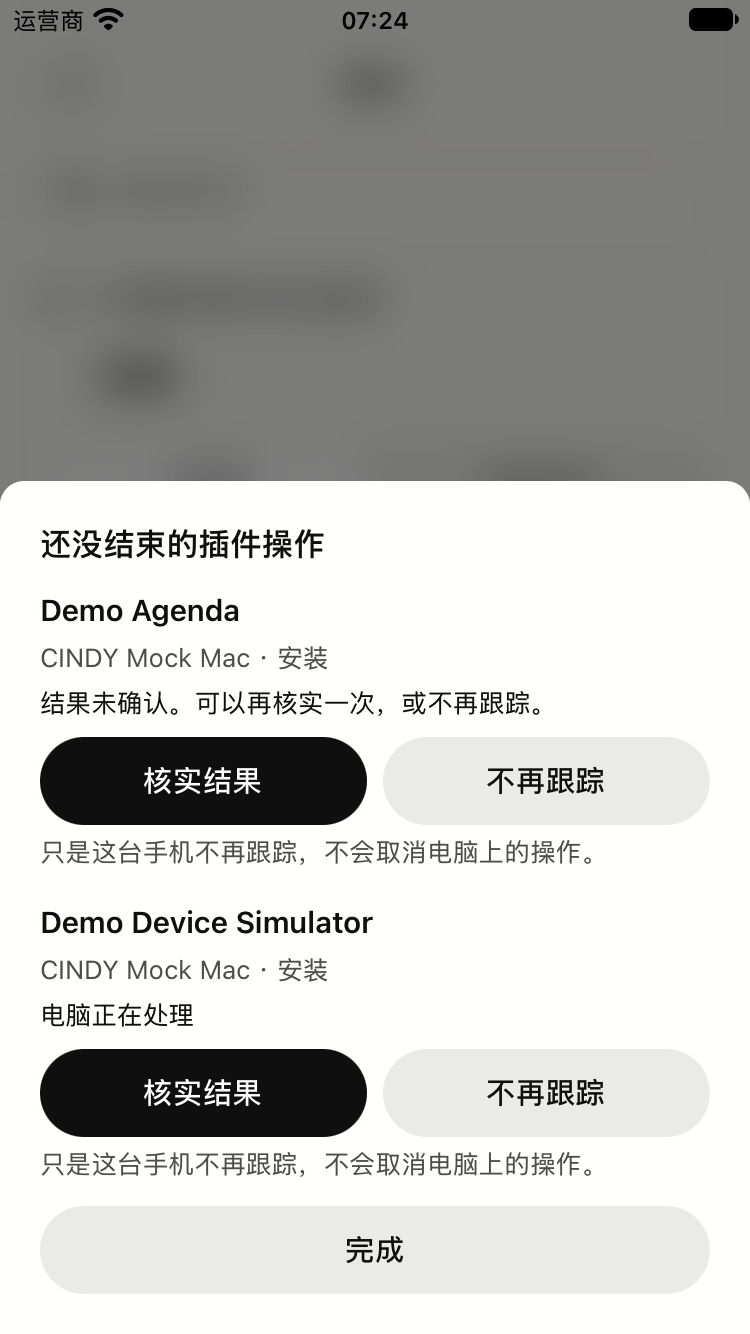 运营商
07:24
还没结束的插件操作
Demo Agenda
CINDY Mock Mac · 安装
结果未确认。可以再核实一次，或不再跟踪。
核实结果
不再跟踪
只是这台手机不再跟踪，不会取消电脑上的操作。
Demo Device Simulator
CINDY Mock Mac · 安装
电脑正在处理
核实结果
不再跟踪
只是这台手机不再跟踪，不会取消电脑上的操作。
完成